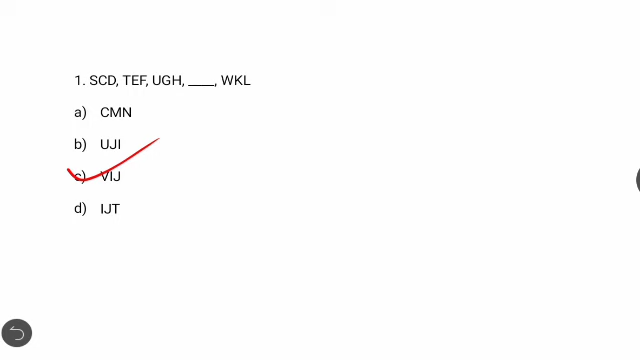 1. SCD, TEF, UGH, ____, WKL
a) CMN
b) UJI
c) VIJ
d) IJT